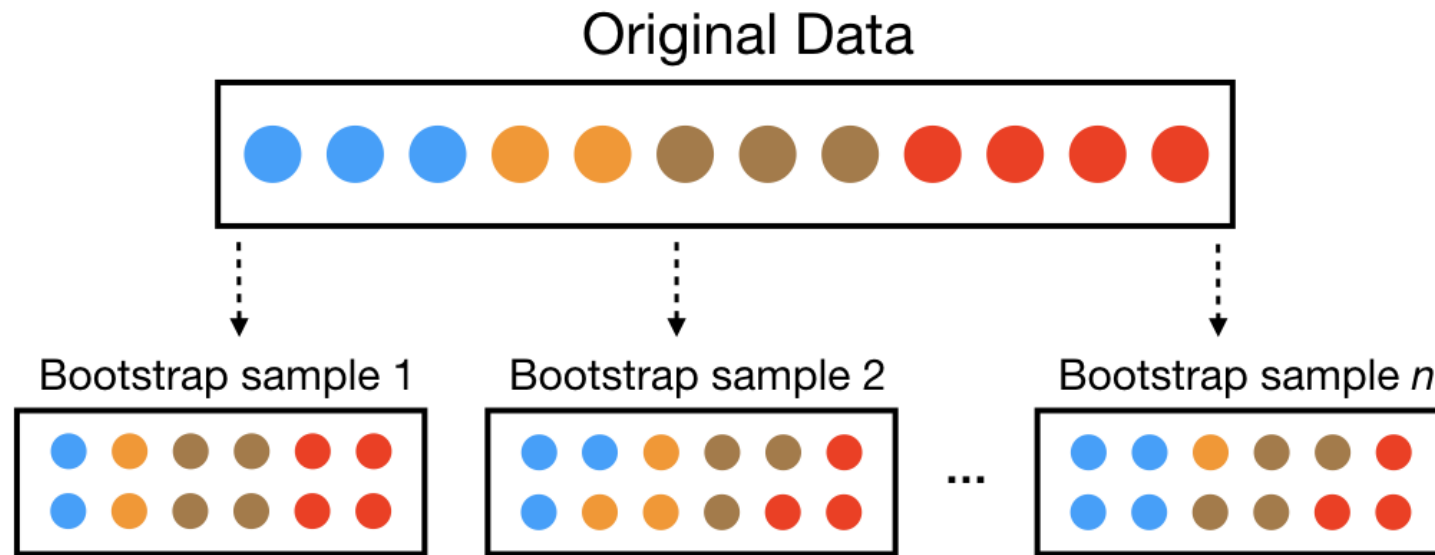 Original Data
Bootstrap sample 1
Bootstrap sample 2
Bootstrap sample n
...